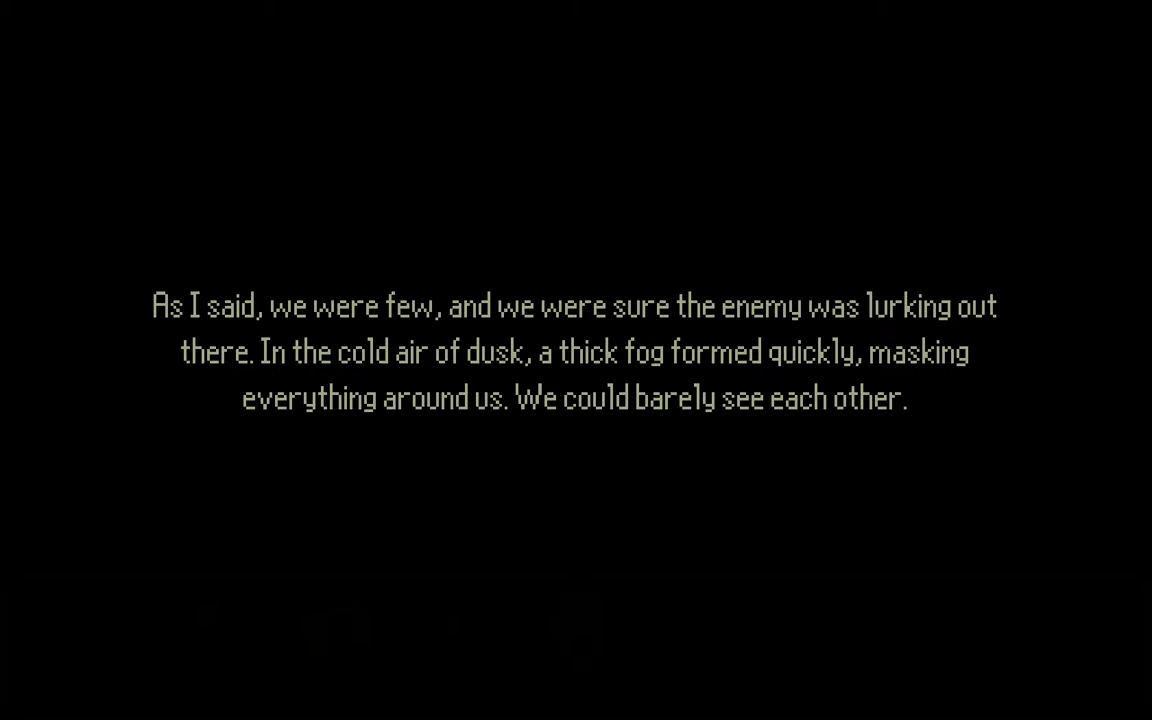 As I said, we were few, and we were sure the enemy was lurking out
there. In the cold air of dusk, a thick fog formed quickly, masking
everything around us. We could barely see each other.